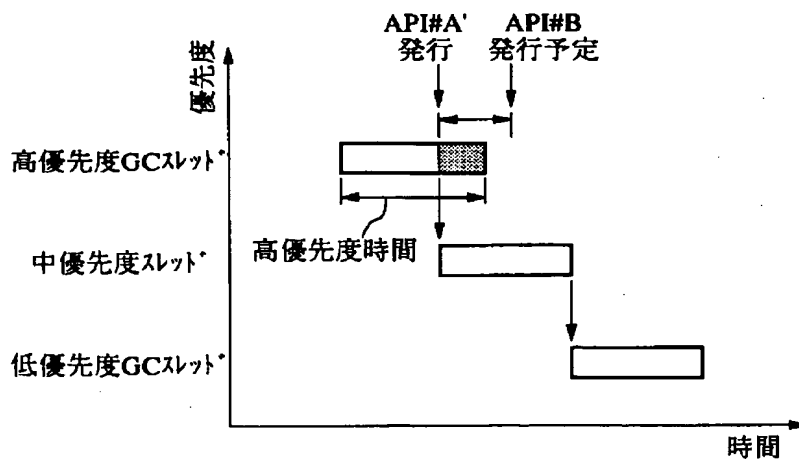 API#A'
発行
API#B
発行予定
優先度
高優先度GCｽﾚｯﾄﾞ
高優先度時間
中優先度ｽﾚｯﾄﾞ
低優先度GCｽﾚｯﾄﾞ
時間